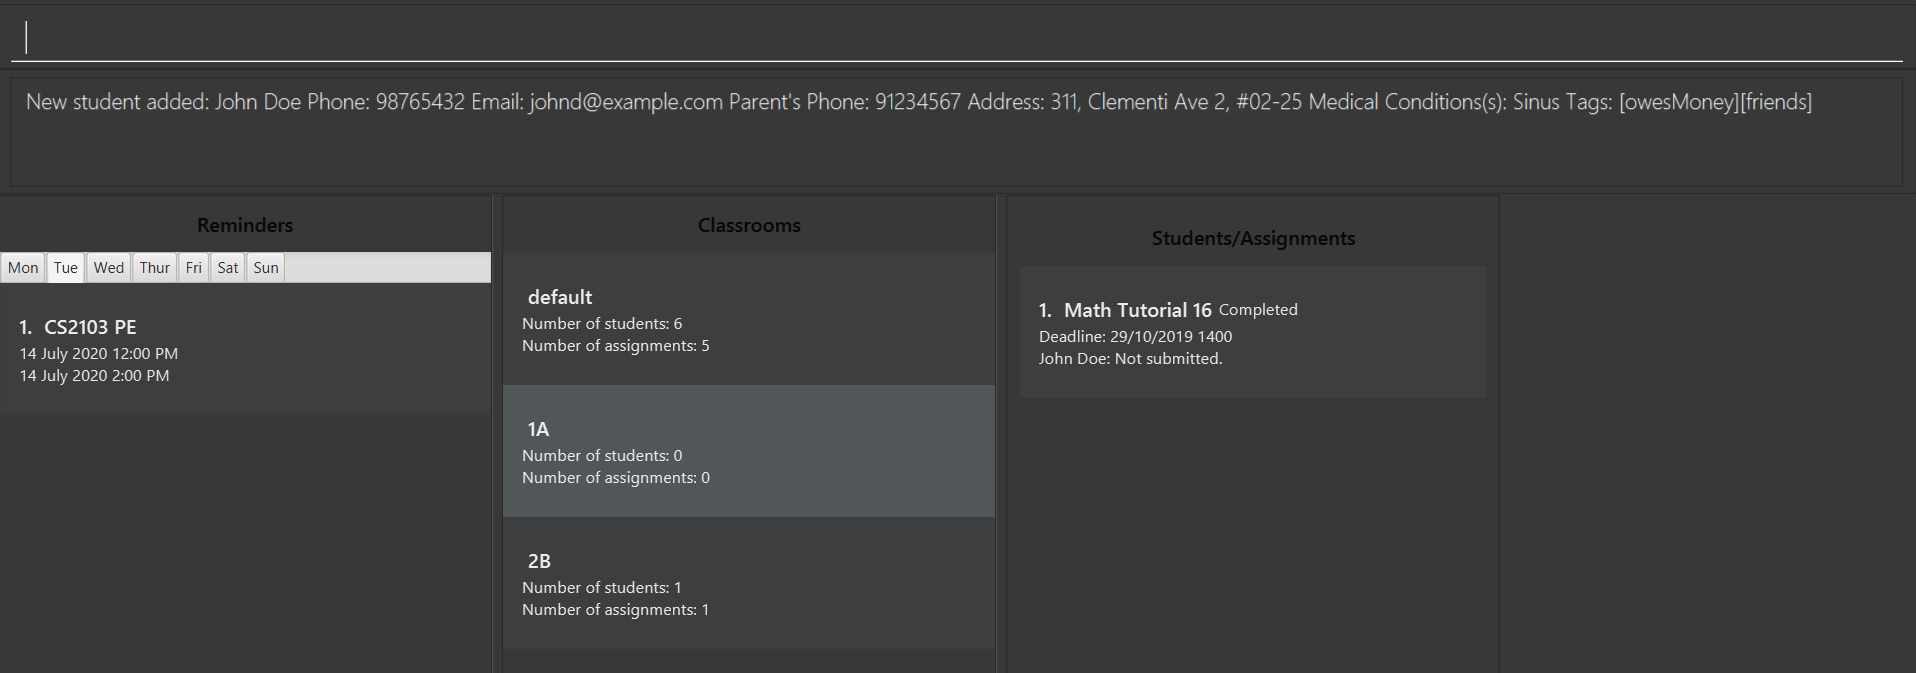 New student added: John Doe Phone: 98765432 Email: johnd@example.com Parent's Phone: 91234567 Address: 311, Clementi Ave 2, #02-25 Medical Conditions(s): Sinus Tags: [owesMoney][friends]
Reminders
Mon Tue Wed Thur Fri Sat Sun
1. CS2103 PE
14 July 2020 12:00 PM
14 July 2020 2:00 PM
Classrooms
default
Number of students: 6
Number of assignments: 5
1A
Number of students: 0
Number of assignments: 0
2B
Number of students: 1
Number of assignments: 1
Students/Assignments
1. Math Tutorial 16 Completed
Deadline: 29/10/2019 1400
John Doe: Not submitted.